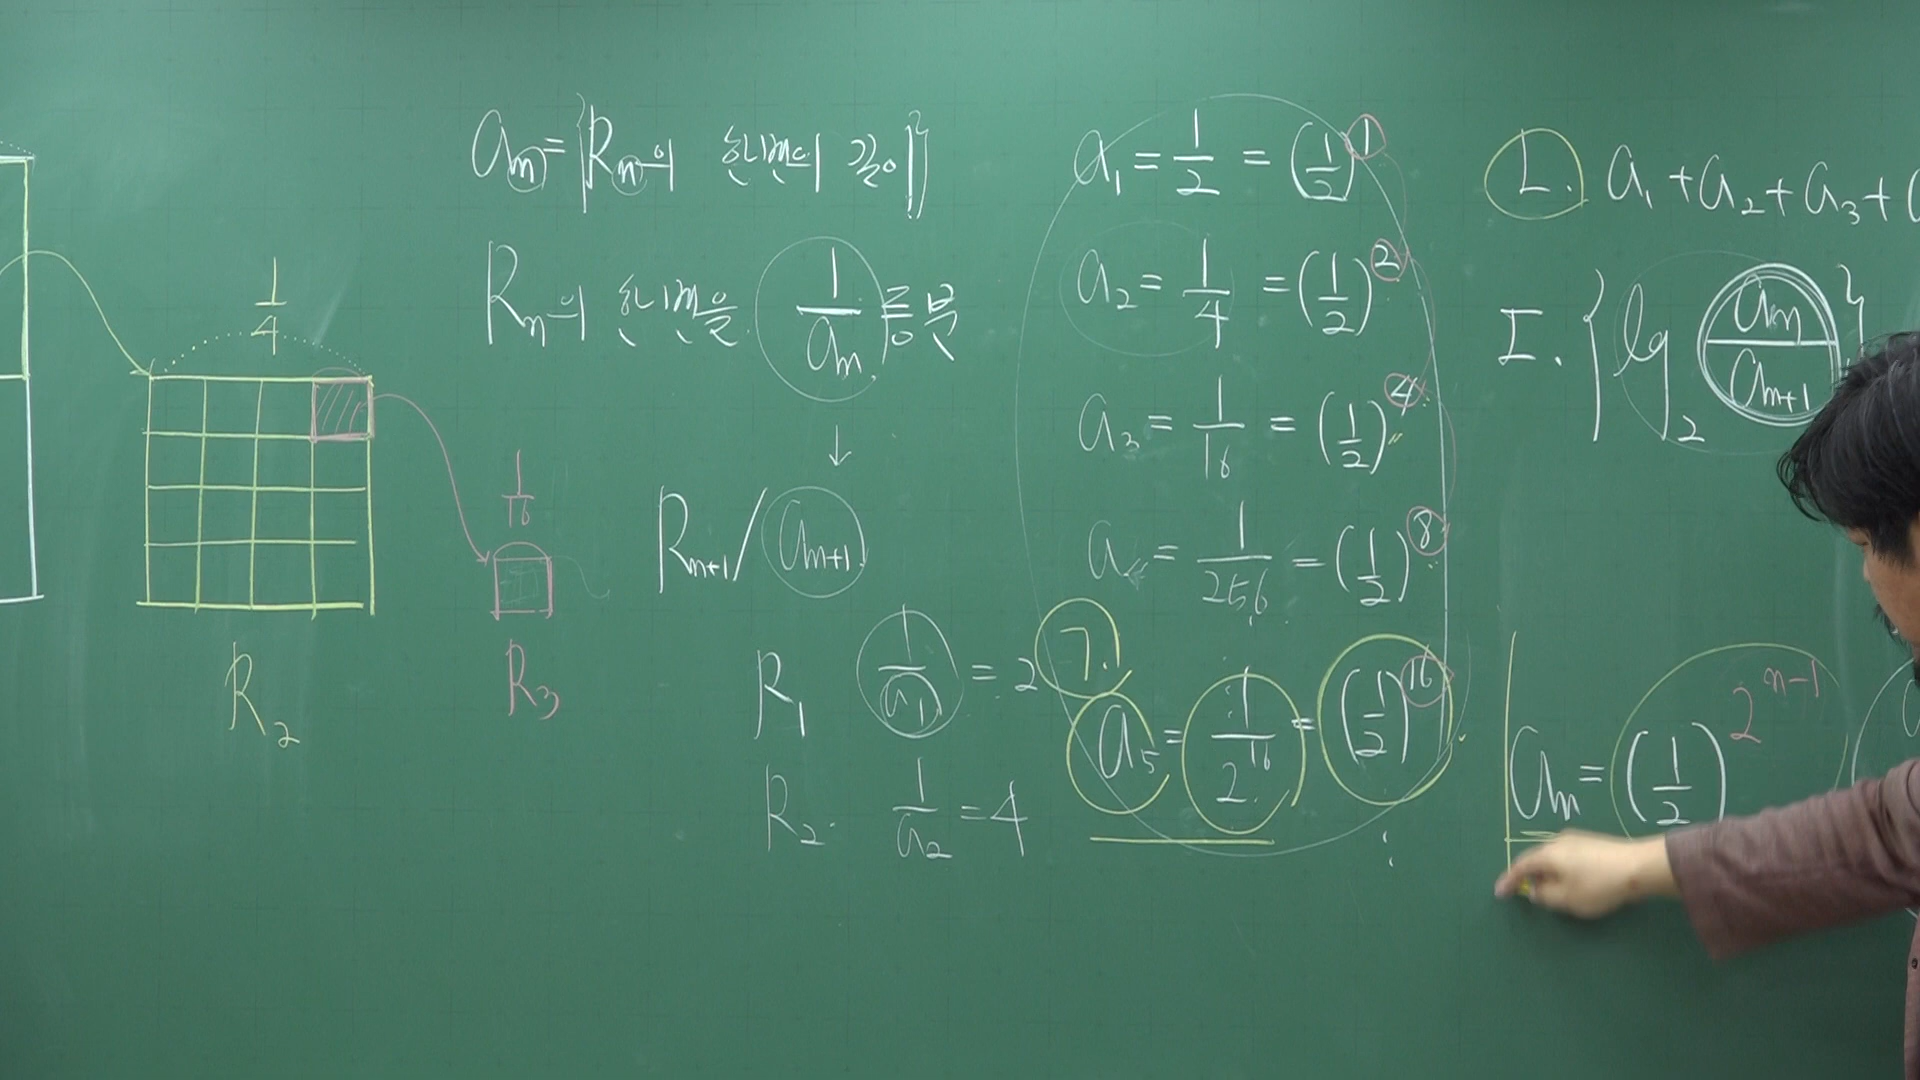 1/4
R₂
1/16
R₃
aₙ = {Rₙ의 한변의 길이}
Rₙ의 한변을 1/aₙ 등분
↓
Rₙ₊₁ / aₙ₊₁
R₁ 1/a₁ = 2
R₂ 1/a₂ = 4
a₁ = 1/2 = (1/2)¹
a₂ = 1/4 = (1/2)²
a₃ = 1/16 = (1/2)⁴
a₄ = 1/256 = (1/2)⁸
ㄱ.
a₅ = 1/2¹⁶ = (1/2)¹⁶
⋮
ㄴ. a₁ + a₂ + a₃ +
ㄷ. {log₂ aₙ/aₙ₊₁}
aₙ = (1/2)^(2^(n-1))